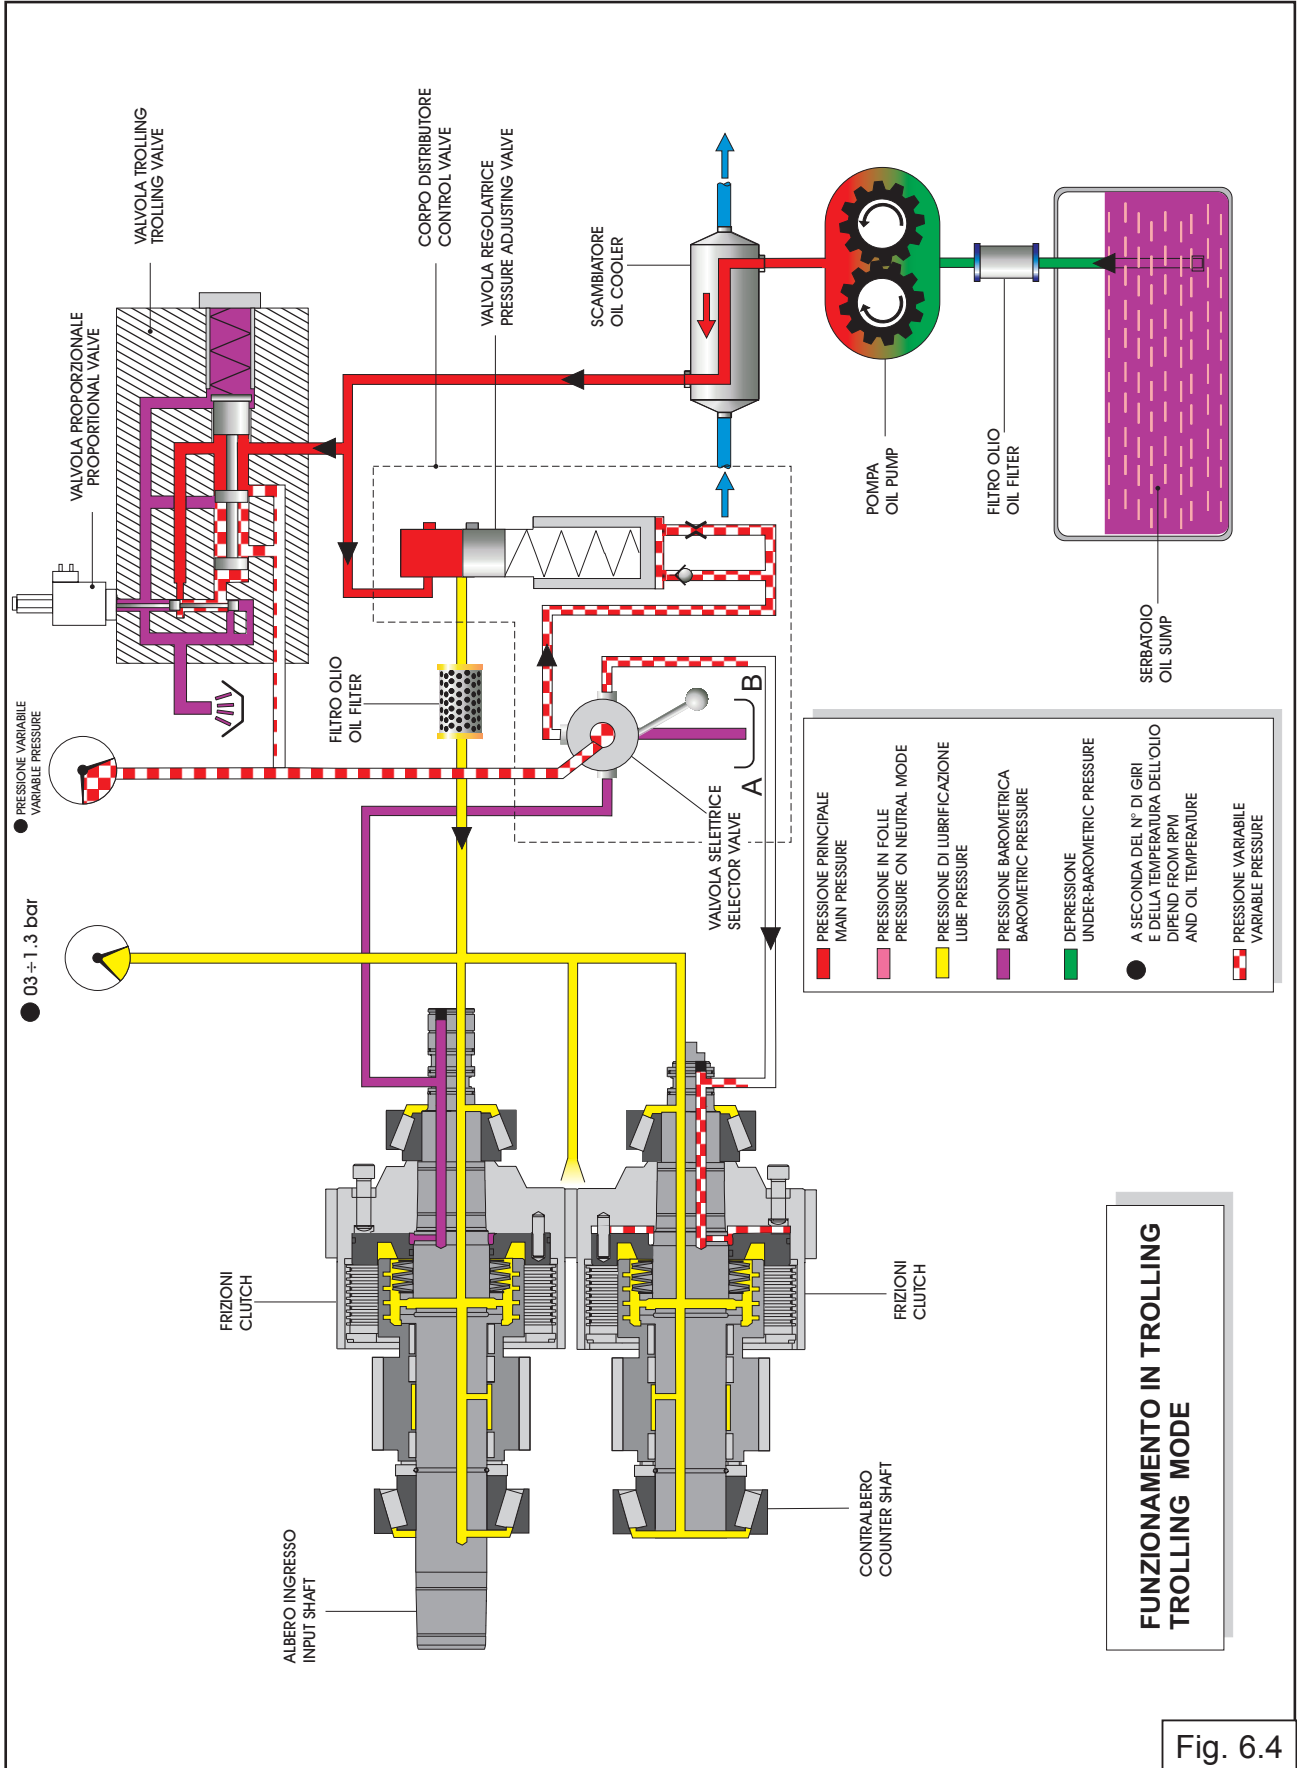 VALVOLA TROLLING
TROLLING VALVE
VALVOLA PROPORZIONALE
PROPORTIONAL VALVE
● PRESSIONE VARIABILE
VARIABLE PRESSURE
● 03÷1.3 bar
CORPO DISTRIBUTORE
CONTROL VALVE
VALVOLA REGOLATRICE
PRESSURE ADJUSTING VALVE
SCAMBIATORE
OIL COOLER
POMPA
OIL PUMP
FILTRO OLIO
OIL FILTER
SERBATOIO
OIL SUMP
FILTRO OLIO
OIL FILTER
A
B
VALVOLA SELETTRICE
SELECTOR VALVE
FRIZIONI
CLUTCH
FRIZIONI
CLUTCH
ALBERO INGRESSO
INPUT SHAFT
CONTRALBERO
COUNTER SHAFT
PRESSIONE PRINCIPALE
MAIN PRESSURE
PRESSIONE IN FOLLE
PRESSURE ON NEUTRAL MODE
PRESSIONE DI LUBRIFICAZIONE
LUBE PRESSURE
PRESSIONE BAROMETRICA
BAROMETRIC PRESSURE
DEPRESSIONE
UNDER-BAROMETRIC PRESSURE
A SECONDA DEL N° DI GIRI
E DELLA TEMPERATURA DELL'OLIO
DIPEND FROM RPM
AND OIL TEMPERATURE
PRESSIONE VARIABILE
VARIABLE PRESSURE
FUNZIONAMENTO IN TROLLING
TROLLING MODE
Fig. 6.4